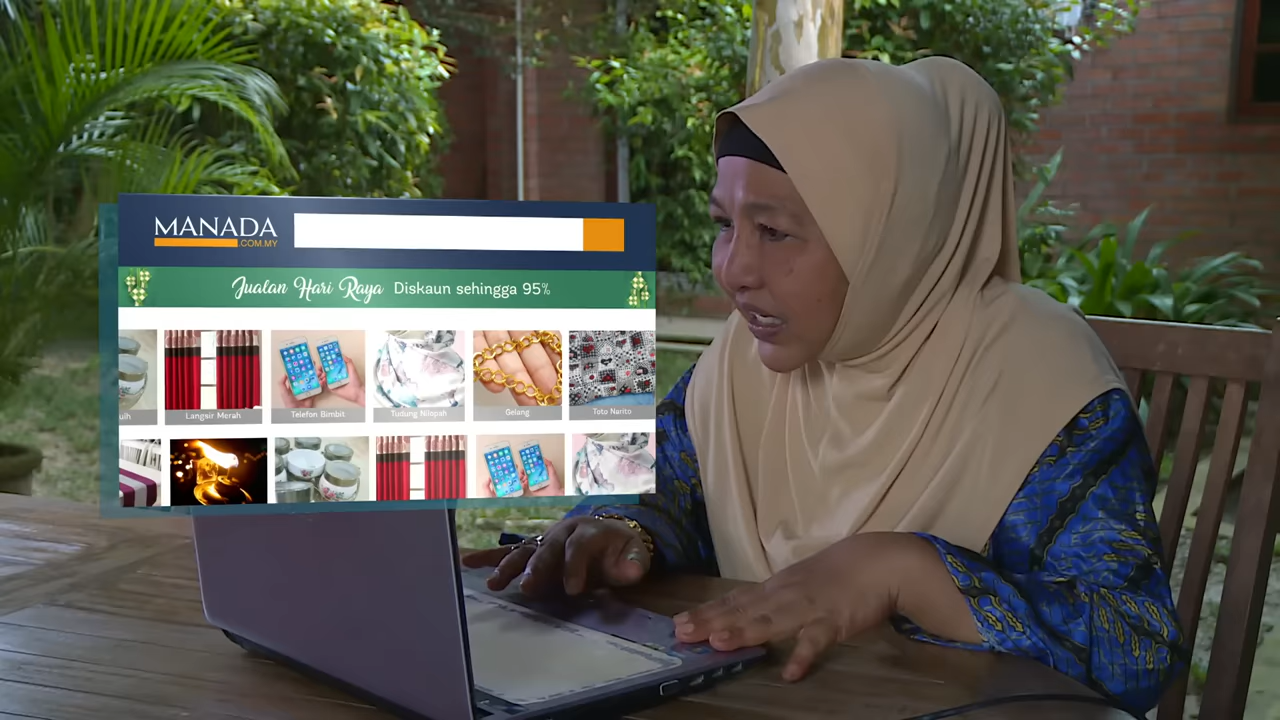 MANADA
.COM.MY
Jualan Hari Raya Diskaun sehingga 95%
Langsir Merah
Telefon Bimbit
Tudung Nilopah
Gelang
Toto Narito